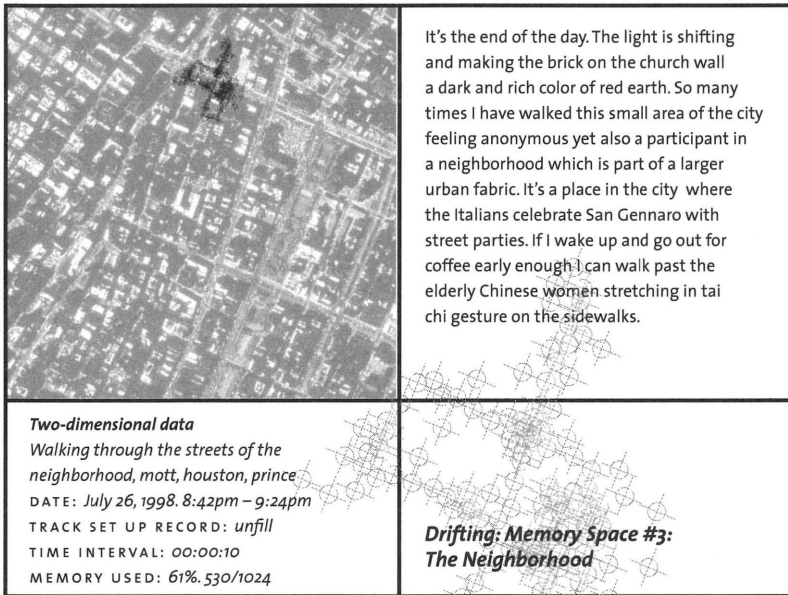 It's the end of the day. The light is shifting
and making the brick on the church wall
a dark and rich color of red earth. So many
times I have walked this small area of the city
feeling anonymous yet also a participant in
a neighborhood which is part of a larger
urban fabric. It's a place in the city where
the Italians celebrate San Gennaro with
street parties. If I wake up and go out for
coffee early enough I can walk past the
elderly Chinese women stretching in tai
chi gesture on the sidewalks.
Two-dimensional data
Walking through the streets of the
neighborhood, mott, houston, prince
DATE: July 26, 1998. 8:42pm – 9:24pm
TRACK SET UP RECORD: unfill
TIME INTERVAL: 00:00:10
MEMORY USED: 61%. 530/1024
Drifting: Memory Space #3:
The Neighborhood